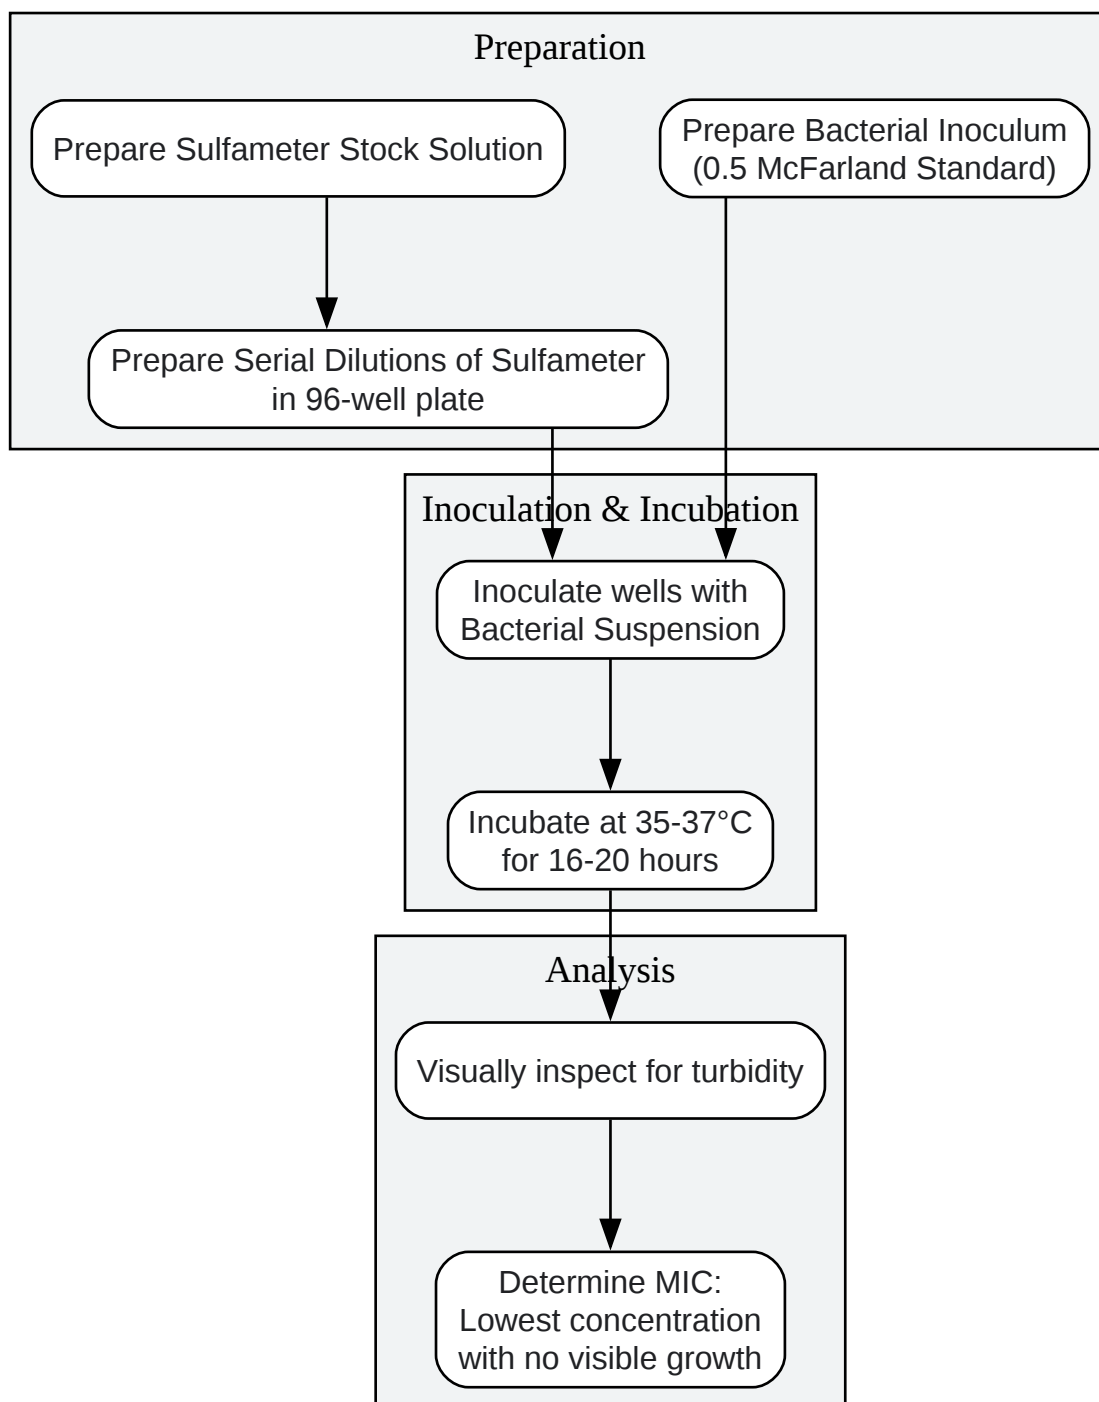 Preparation
Prepare Sulfameter Stock Solution
Prepare Bacterial Inoculum
(0.5 McFarland Standard)
Prepare Serial Dilutions of Sulfameter
in 96-well plate
Inoculation & Incubation
Inoculate wells with
Bacterial Suspension
Incubate at 35-37°C
for 16-20 hours
Analysis
Visually inspect for turbidity
Determine MIC:
Lowest concentration
with no visible growth